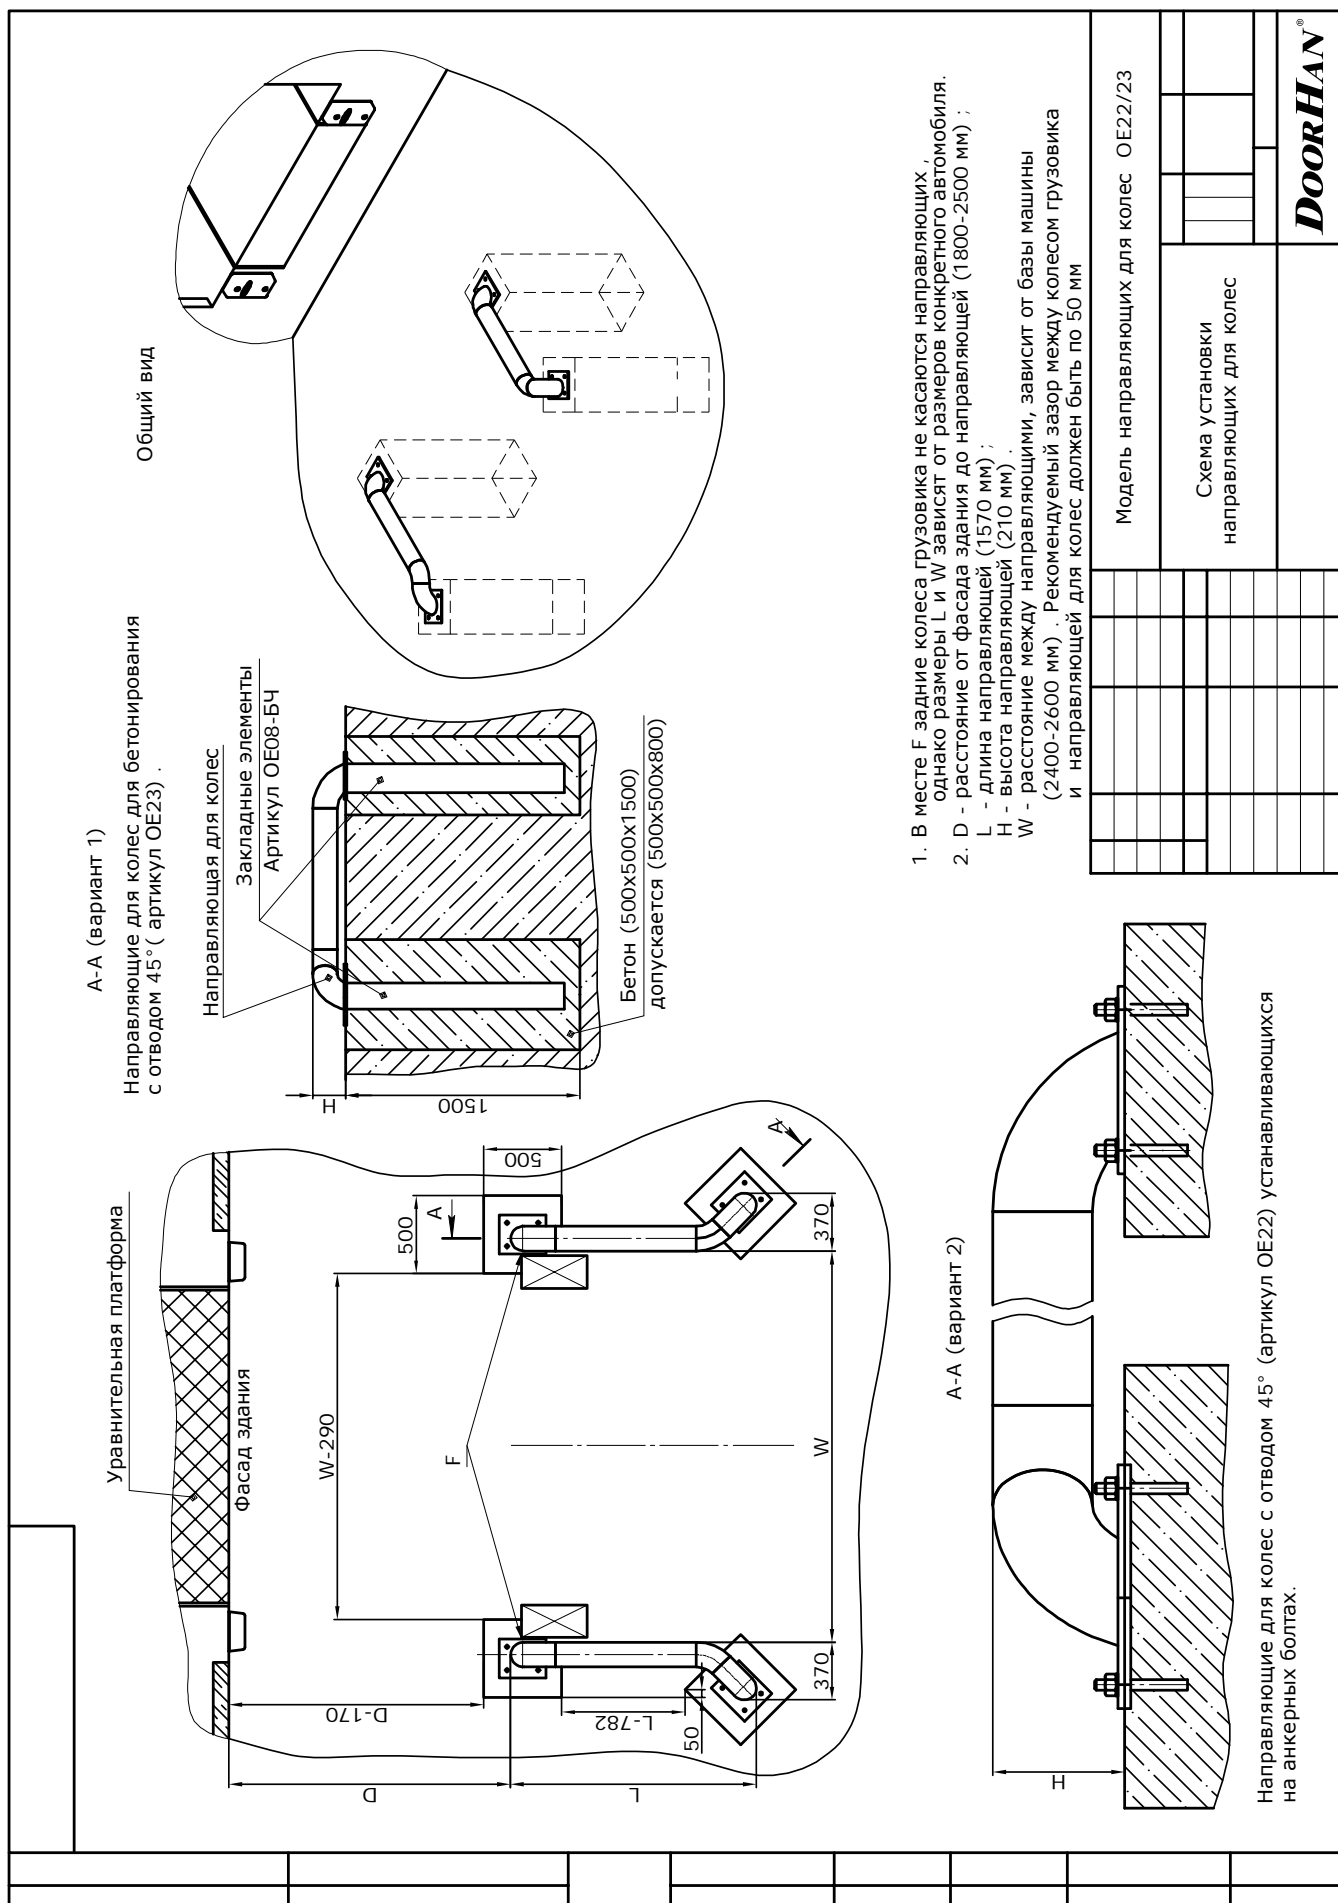 Уравнительная платформа
Фасад здания
W-290
500
500
A
A
F
W
370
370
D-170
D
L-782
50
L
А-А (вариант 1)
Направляющие для колес для бетонирования
с отводом 45° ( артикул ОЕ23) .
Направляющая для колес
Закладные элементы
Артикул ОЕ08-БЧ
H
1500
Бетон (500х500х1500)
допускается (500х500х800)
Общий вид
А-А (вариант 2)
H
Направляющие для колес с отводом 45° (артикул ОЕ22) устанавливающихся
на анкерных болтах.
1. В месте F задние колеса грузовика не касаются направляющих ,
однако размеры L и W зависят от размеров конкретного автомобиля.
2. D - расстояние от фасада здания до направляющей (1800-2500 мм) ;
L - длина направляющей (1570 мм) ;
H - высота направляющей (210 мм) .
W - расстояние между направляющими, зависит от базы машины
(2400-2600 мм) . Рекомендуемый зазор между колесом грузовика
и направляющей для колес должен быть по 50 мм
Модель направляющих для колес ОЕ22/23
Схема установки
направляющих для колес
DOORHAN®